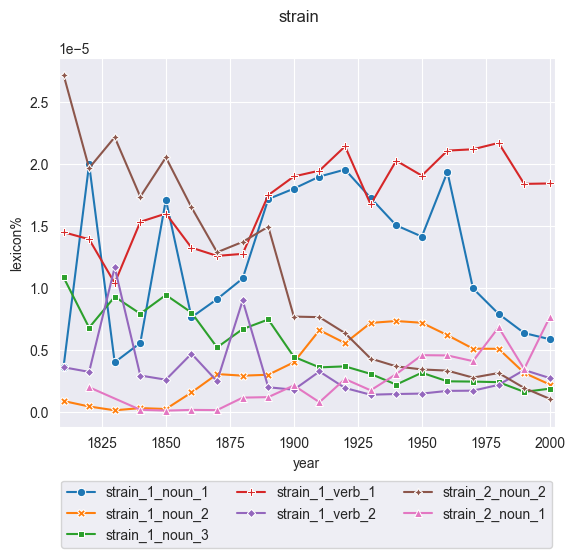 strain
1e−5
2.5
2.0
1.5
1.0
0.5
0.0
lexicon%
1825 1850 1875 1900 1925 1950 1975 2000
year
strain_1_noun_1 strain_1_verb_1 strain_2_noun_2
strain_1_noun_2 strain_1_verb_2 strain_2_noun_1
strain_1_noun_3